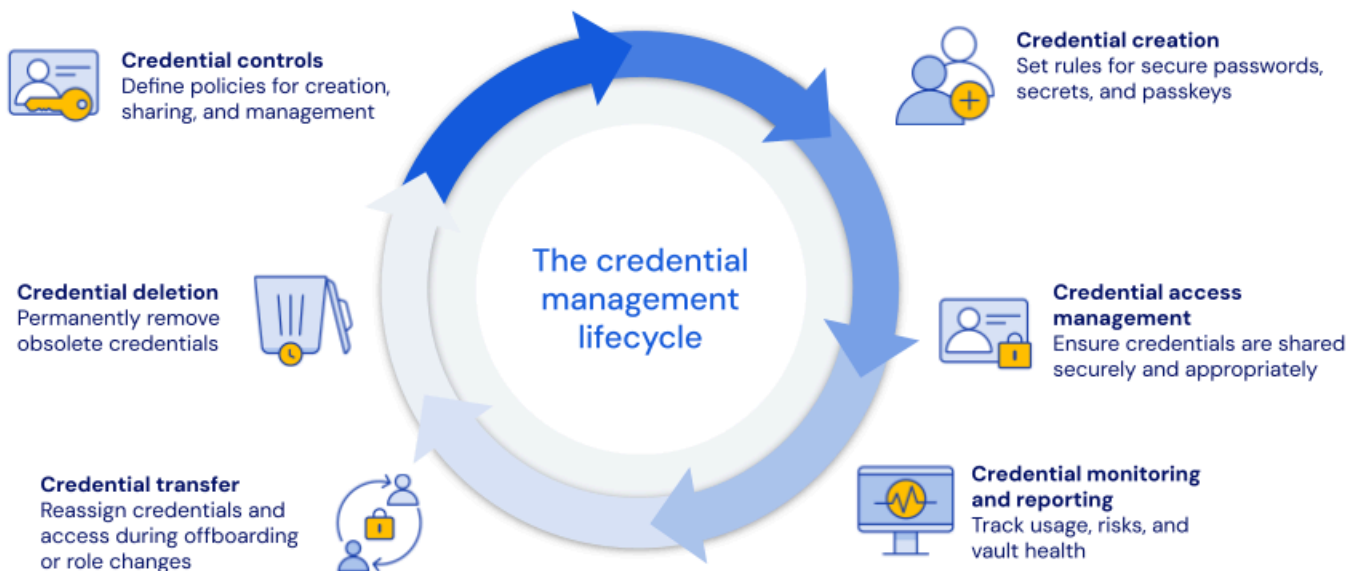 Credential controls
Define policies for creation,
sharing, and management
Credential creation
Set rules for secure passwords,
secrets, and passkeys
The credential
management
lifecycle
Credential deletion
Permanently remove
obsolete credentials
Credential access
management
Ensure credentials are shared
securely and appropriately
Credential transfer
Reassign credentials and
access during offboarding
or role changes
Credential monitoring
and reporting
Track usage, risks, and
vault health